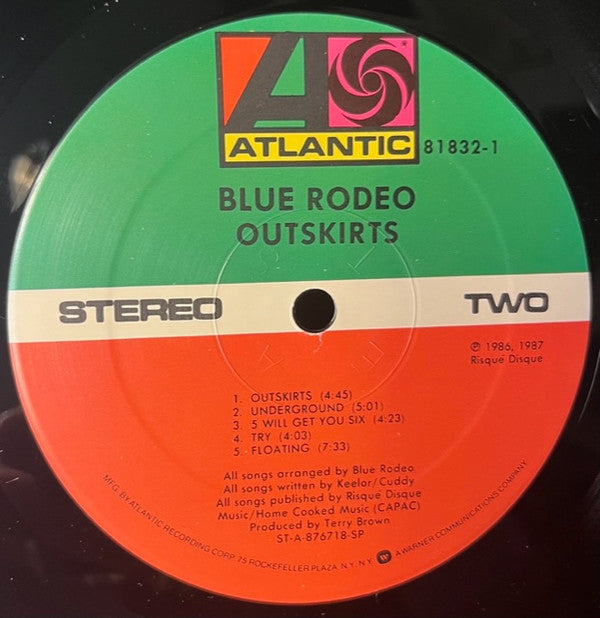 ATLANTIC
81832-1
BLUE RODEO
OUTSKIRTS
STEREO
TWO
℗ 1986, 1987
Risqué Disque
1. OUTSKIRTS (4:45)
2. UNDERGROUND (5:01)
3. 5 WILL GET YOU SIX (4:23)
4. TRY (4:03)
5. FLOATING (7:33)
All songs arranged by Blue Rodeo
All songs written by Keelor/Cuddy
All songs published by Risqué Disque
Music/Home Cooked Music (CAPAC)
Produced by Terry Brown
ST-A-876718-SP
MFG. BY ATLANTIC RECORDING CORP. 75 ROCKEFELLER PLAZA, N.Y., N.Y. A WARNER COMMUNICATIONS COMPANY